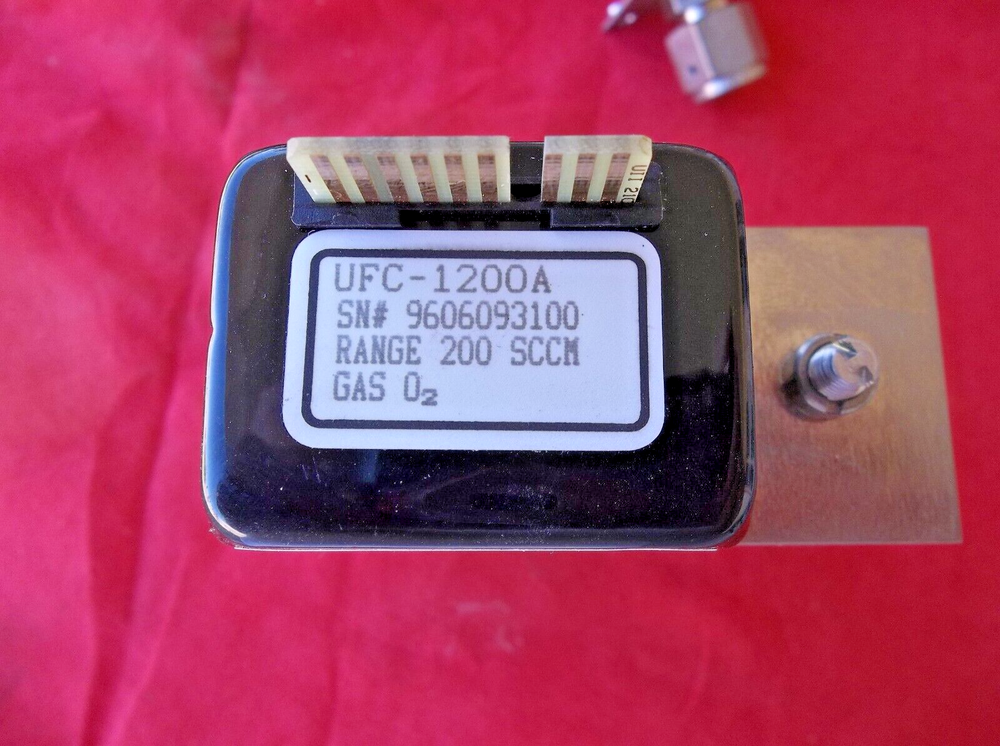 UFC-1200A
SN# 9606093100
RANGE 200 SCCM
GAS O₂